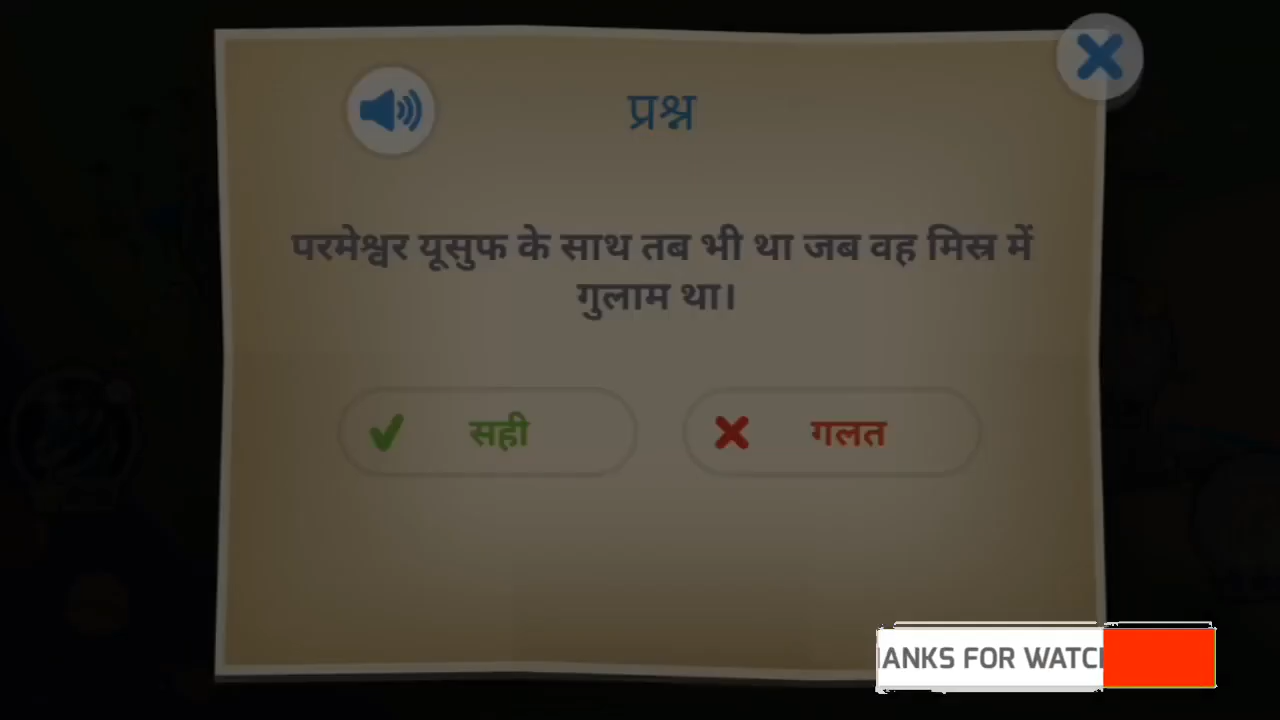 प्रश्न
परमेश्वर यूसुफ के साथ तब भी था जब वह मिस्र में
गुलाम था।
सही
गलत
ANKS FOR WATC